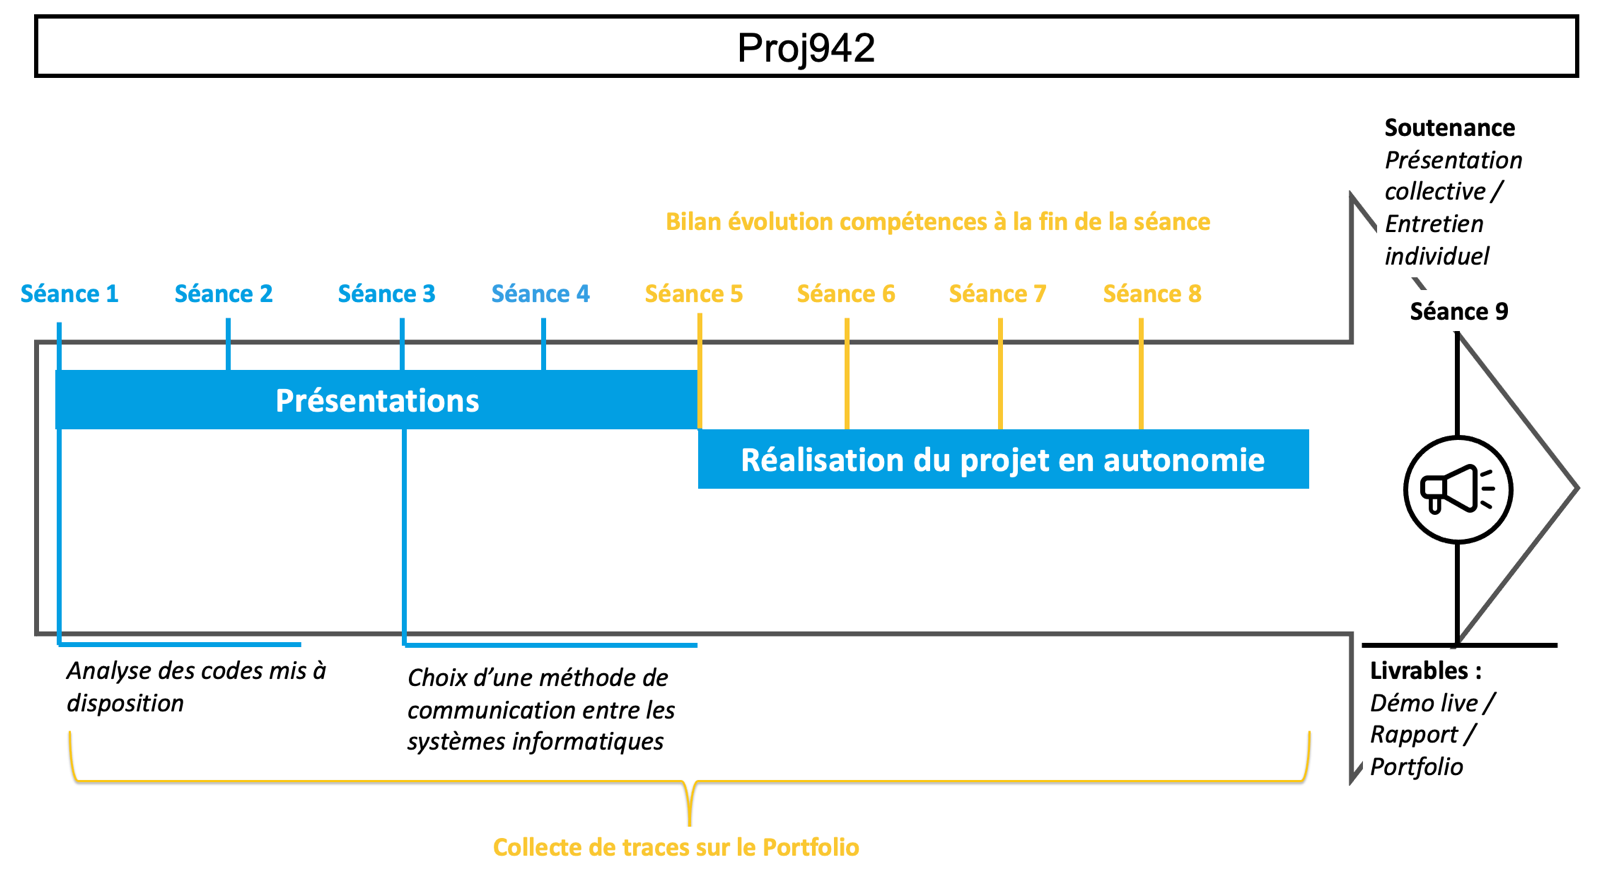 Proj942
Soutenance
Présentation
collective /
Entretien
individuel
Bilan évolution compétences à la fin de la séance
Séance 1
Séance 2
Séance 3
Séance 4
Séance 5
Séance 6
Séance 7
Séance 8
Séance 9
Présentations
Réalisation du projet en autonomie
Analyse des codes mis à
disposition
Choix d’une méthode de
communication entre les
systèmes informatiques
Livrables :
Démo live /
Rapport /
Portfolio
Collecte de traces sur le Portfolio